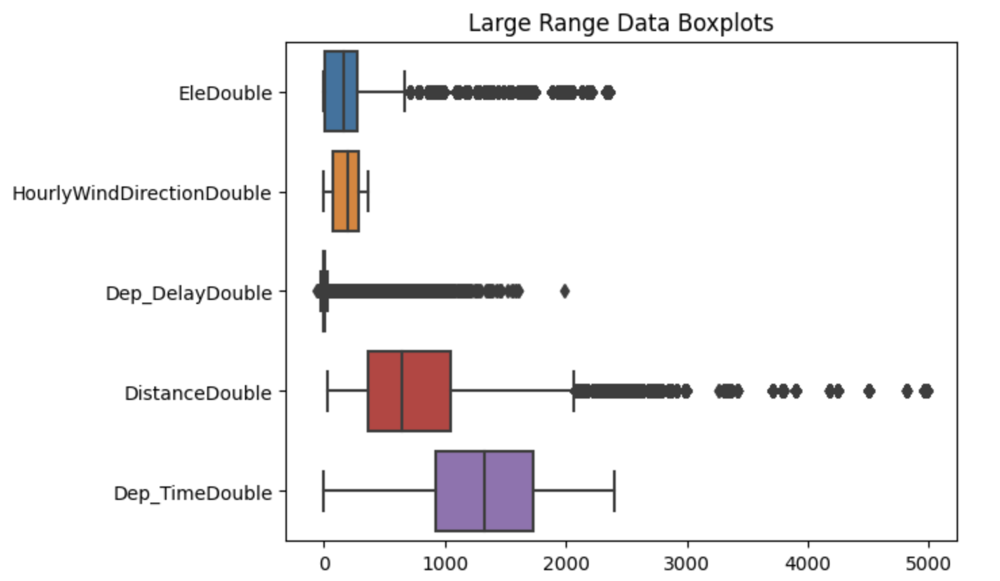 Large Range Data Boxplots
EleDouble
HourlyWindDirectionDouble
Dep_DelayDouble
DistanceDouble
Dep_TimeDouble
0 1000 2000 3000 4000 5000